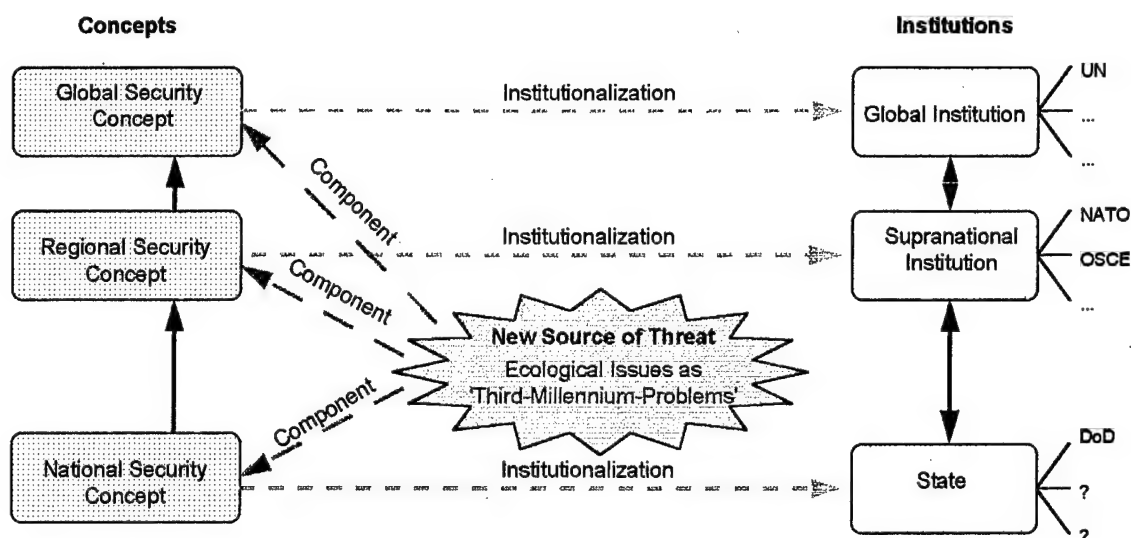 Concepts
Institutions
Global Security
Concept
Institutionalization
Global Institution
UN
...
...
Component
Regional Security
Concept
Institutionalization
Supranational
Institution
NATO
OSCE
...
Component
New Source of Threat
Ecological Issues as
'Third-Millennium-Problems'
Component
National Security
Concept
Institutionalization
State
DoD
?
?